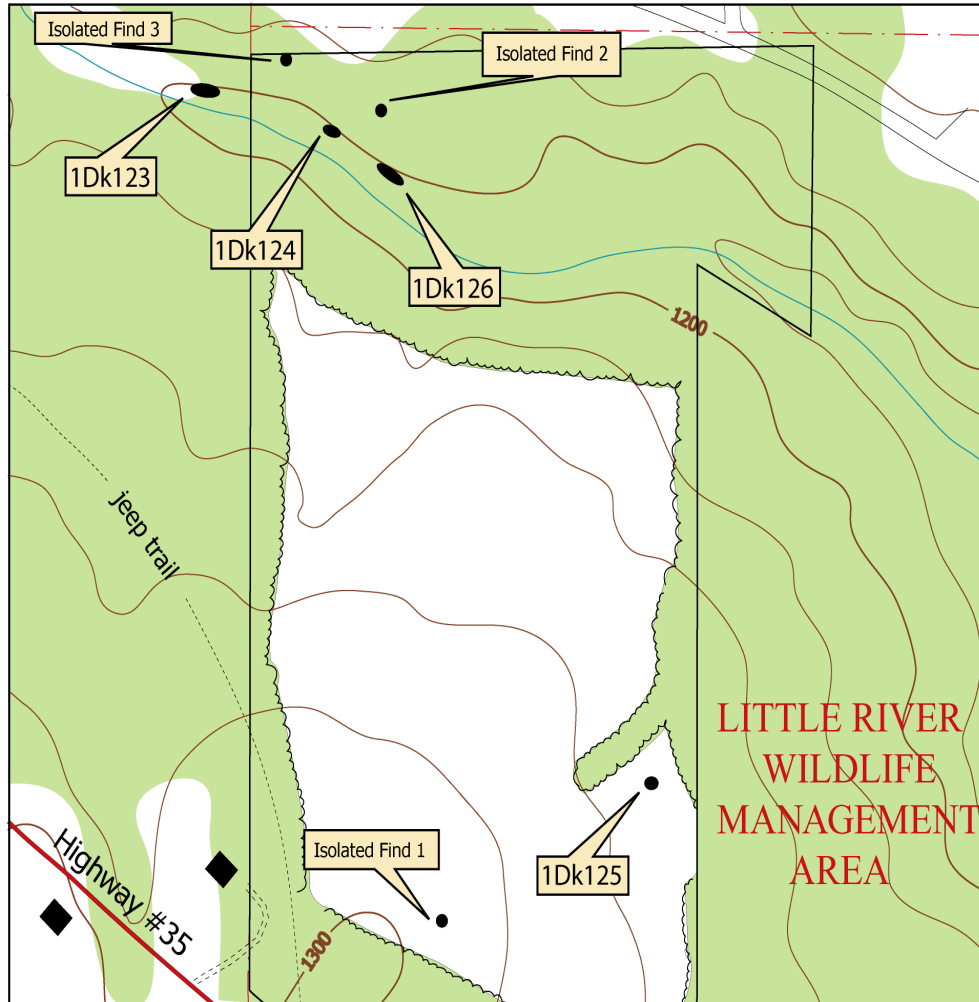 Isolated Find 3
Isolated Find 2
1Dk123
1Dk124
1Dk126
1200
jeep trail
LITTLE RIVER
WILDLIFE
MANAGEMENT
AREA
Highway #35
Isolated Find 1
1Dk125
1300